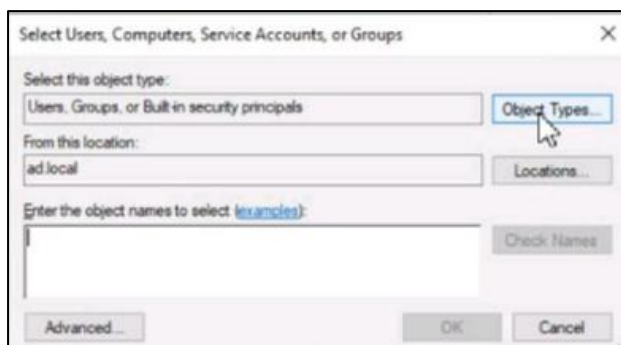 Select Users, Computers, Service Accounts, or Groups
Select this object type:
Users, Groups, or Built-in security principals
Object Types...
From this location:
ad.local
Locations...
Enter the object names to select (examples):
Check Names
Advanced...
OK
Cancel